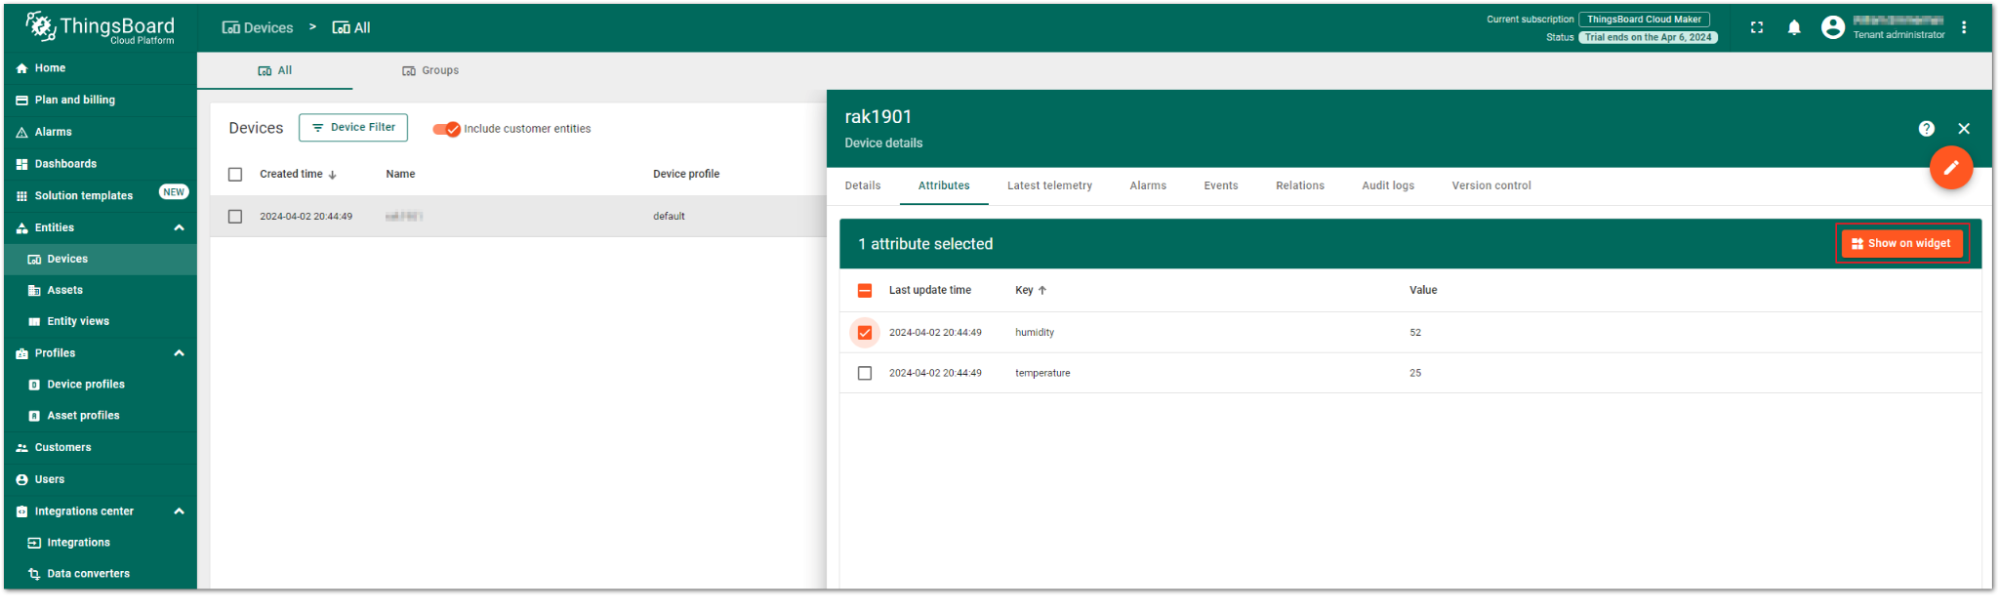 ThingsBoard
Cloud Platform
Devices > All
Current subscription ThingsBoard Cloud Maker
Status Trial ends on the Apr 6, 2024
Tenant administrator
Home
Plan and billing
Alarms
Dashboards
Solution templates NEW
Entities
Devices
Assets
Entity views
Profiles
Device profiles
Asset profiles
Customers
Users
Integrations center
Integrations
Data converters
All Groups
Devices Device Filter Include customer entities
Created time Name Device profile
2024-04-02 20:44:49 default
rak1901
Device details
Details Attributes Latest telemetry Alarms Events Relations Audit logs Version control
1 attribute selected Show on widget
Last update time Key Value
2024-04-02 20:44:49 humidity 52
2024-04-02 20:44:49 temperature 25